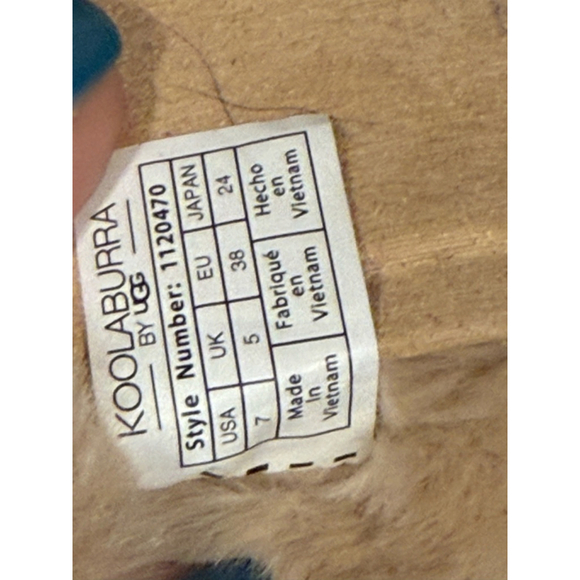 KOOLABURRA
BY UGG
Style Number: 1120470
USA UK EU JAPAN
7 5 38 24
Made Fabriqué Hecho
In en en
Vietnam Vietnam Vietnam